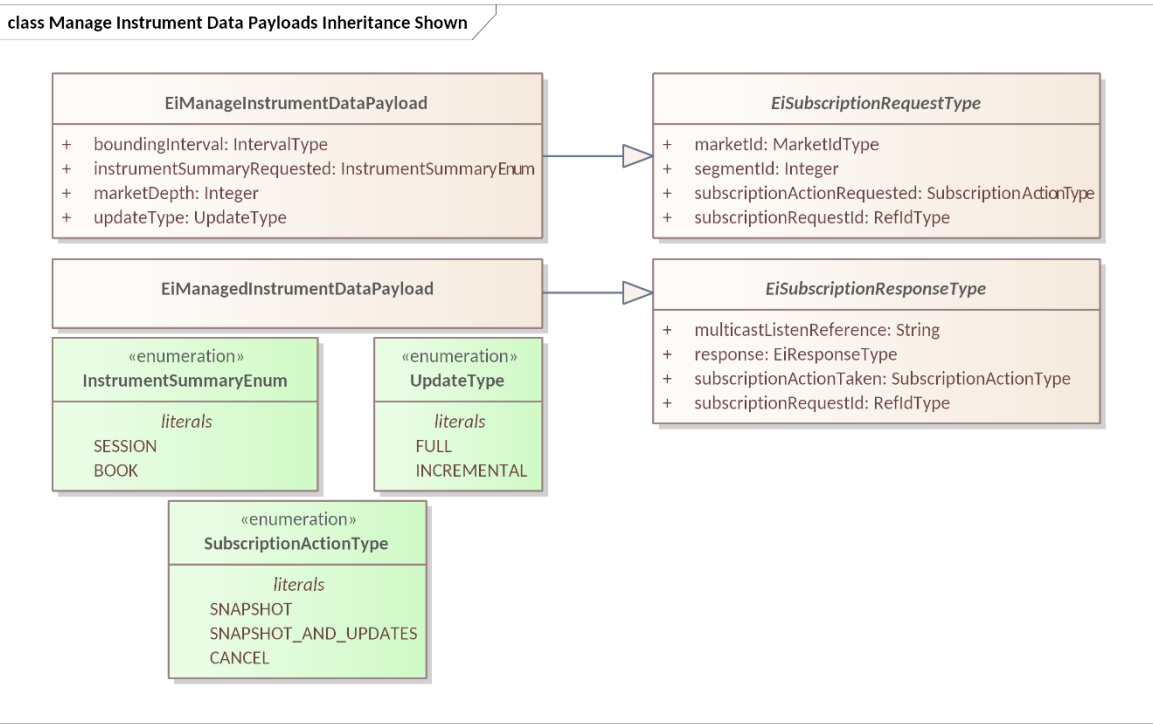 class Manage Instrument Data Payloads Inheritance Shown
EiManageInstrumentDataPayload
+ boundingInterval: IntervalType
+ instrumentSummaryRequested: InstrumentSummaryEnum
+ marketDepth: Integer
+ updateType: UpdateType
EiSubscriptionRequestType
+ marketId: MarketIdType
+ segmentId: Integer
+ subscriptionActionRequested: SubscriptionActionType
+ subscriptionRequestId: RefIdType
EiManagedInstrumentDataPayload
EiSubscriptionResponseType
+ multicastListenReference: String
+ response: EiResponseType
+ subscriptionActionTaken: SubscriptionActionType
+ subscriptionRequestId: RefIdType
«enumeration»
InstrumentSummaryEnum
literals
SESSION
BOOK
«enumeration»
UpdateType
literals
FULL
INCREMENTAL
«enumeration»
SubscriptionActionType
literals
SNAPSHOT
SNAPSHOT_AND_UPDATES
CANCEL